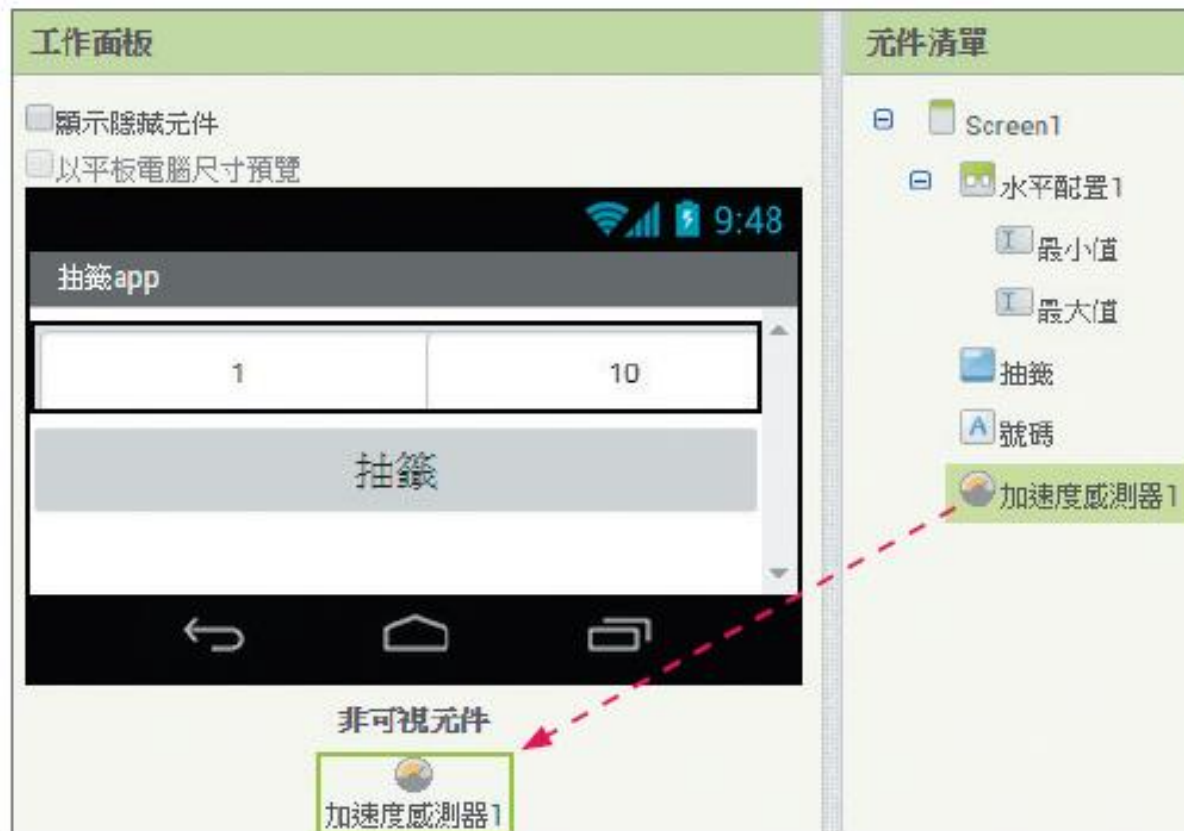 工作面板
顯示隱藏元件
以平板電腦尺寸預覽
9:48
抽籤app
1
10
抽籤
非可視元件
加速度感測器1
元件清單
Screen1
水平配置1
最小值
最大值
抽籤
號碼
加速度感測器1